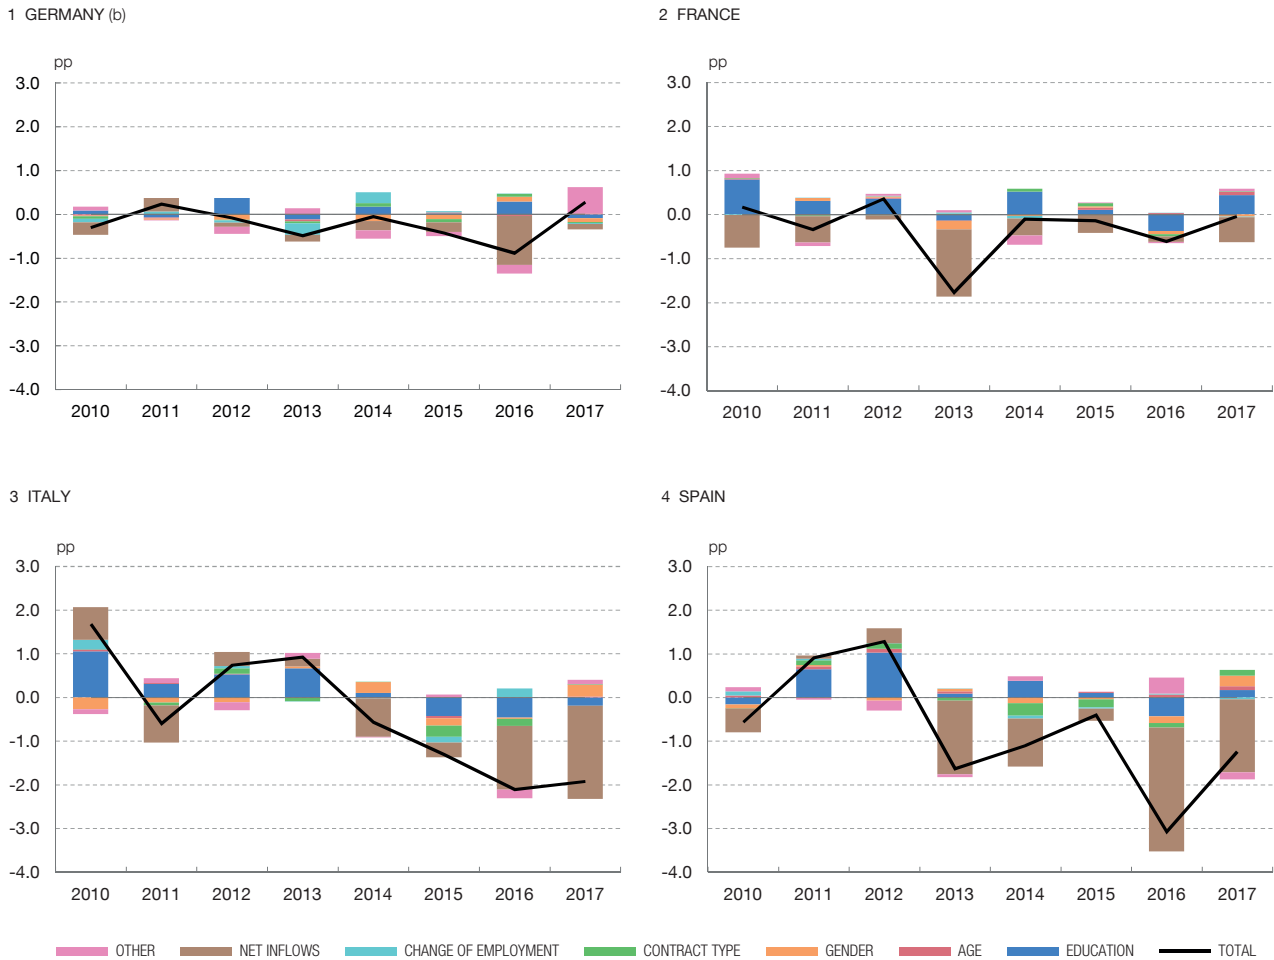 1 GERMANY (b)
pp
3.0
2.0
1.0
0.0
-1.0
-2.0
-3.0
-4.0
2010 2011 2012 2013 2014 2015 2016 2017
2 FRANCE
pp
3.0
2.0
1.0
0.0
-1.0
-2.0
-3.0
-4.0
2010 2011 2012 2013 2014 2015 2016 2017
3 ITALY
pp
3.0
2.0
1.0
0.0
-1.0
-2.0
-3.0
-4.0
2010 2011 2012 2013 2014 2015 2016 2017
4 SPAIN
pp
3.0
2.0
1.0
0.0
-1.0
-2.0
-3.0
-4.0
2010 2011 2012 2013 2014 2015 2016 2017
OTHER NET INFLOWS CHANGE OF EMPLOYMENT CONTRACT TYPE GENDER AGE EDUCATION TOTAL